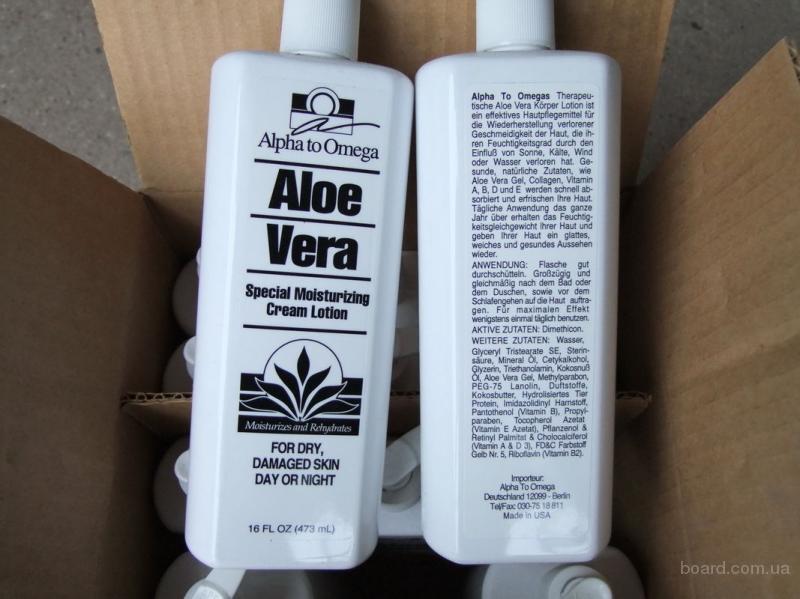 Alpha to Omega
Aloe
Vera
Special Moisturizing
Cream Lotion
Moisturizes and Rehydrates
FOR DRY,
DAMAGED SKIN
DAY OR NIGHT
16 FL OZ (473 mL)
Alpha To Omegas Therapeu-
tische Aloe Vera Körper Lotion ist
ein effektives Hautpflegemittel für
die Wiederherstellung verlorener
Geschmeidigkeit der Haut, die ih-
ren Feuchtigkeitsgrad durch den
Einfluß von Sonne, Kälte, Wind
oder Wasser verloren hat. Ge-
sunde, natürliche Zutaten, wie
Aloe Vera Gel, Collagen, Vitamin
A, B, D und E werden schnell ab-
sorbiert und erfrischen Ihre Haut.
Tägliche Anwendung das ganze
Jahr über erhalten das Feuchtig-
keitsgleichgewicht Ihrer Haut und
geben Ihrer Haut ein glattes,
weiches und gesundes Aussehen
wieder.
ANWENDUNG: Flasche gut
durchschütteln. Großzügig und
gleichmäßig nach dem Bad oder
dem Duschen, sowie vor dem
Schlafengehen auf die Haut auftra-
gen. Für maximalen Effekt
wenigstens einmal täglich benutzen.
AKTIVE ZUTATEN: Dimethicon.
WEITERE ZUTATEN: Wasser,
Glyceryl Tristearate SE, Sterin-
säure, Mineral Öl, Cetykalkohol,
Glyzerin, Triethanolamin, Kokosnuß
Öl, Aloe Vera Gel, Methylparabon,
PEG-75 Lanolin, Duftstoffe,
Kokosbutter, Hydrolisiertes Tier
Protein, Imidazolidinyl Harnstoff,
Pantothenol (Vitamin B), Propyl-
paraben, Tocopherol Azetat
(Vitamin E Azetat), Pflanzenol &
Retinyl Palmitat & Cholocalciferol
(Vitamin A & D 3), FD&C Farbstoff
Gelb Nr. 5, Riboflavin (Vitamin B2).
Importeur:
Alpha To Omega
Deutschland 12099 - Berlin
Tel/Fax: 030-75 18 811
Made in USA
board.com.ua